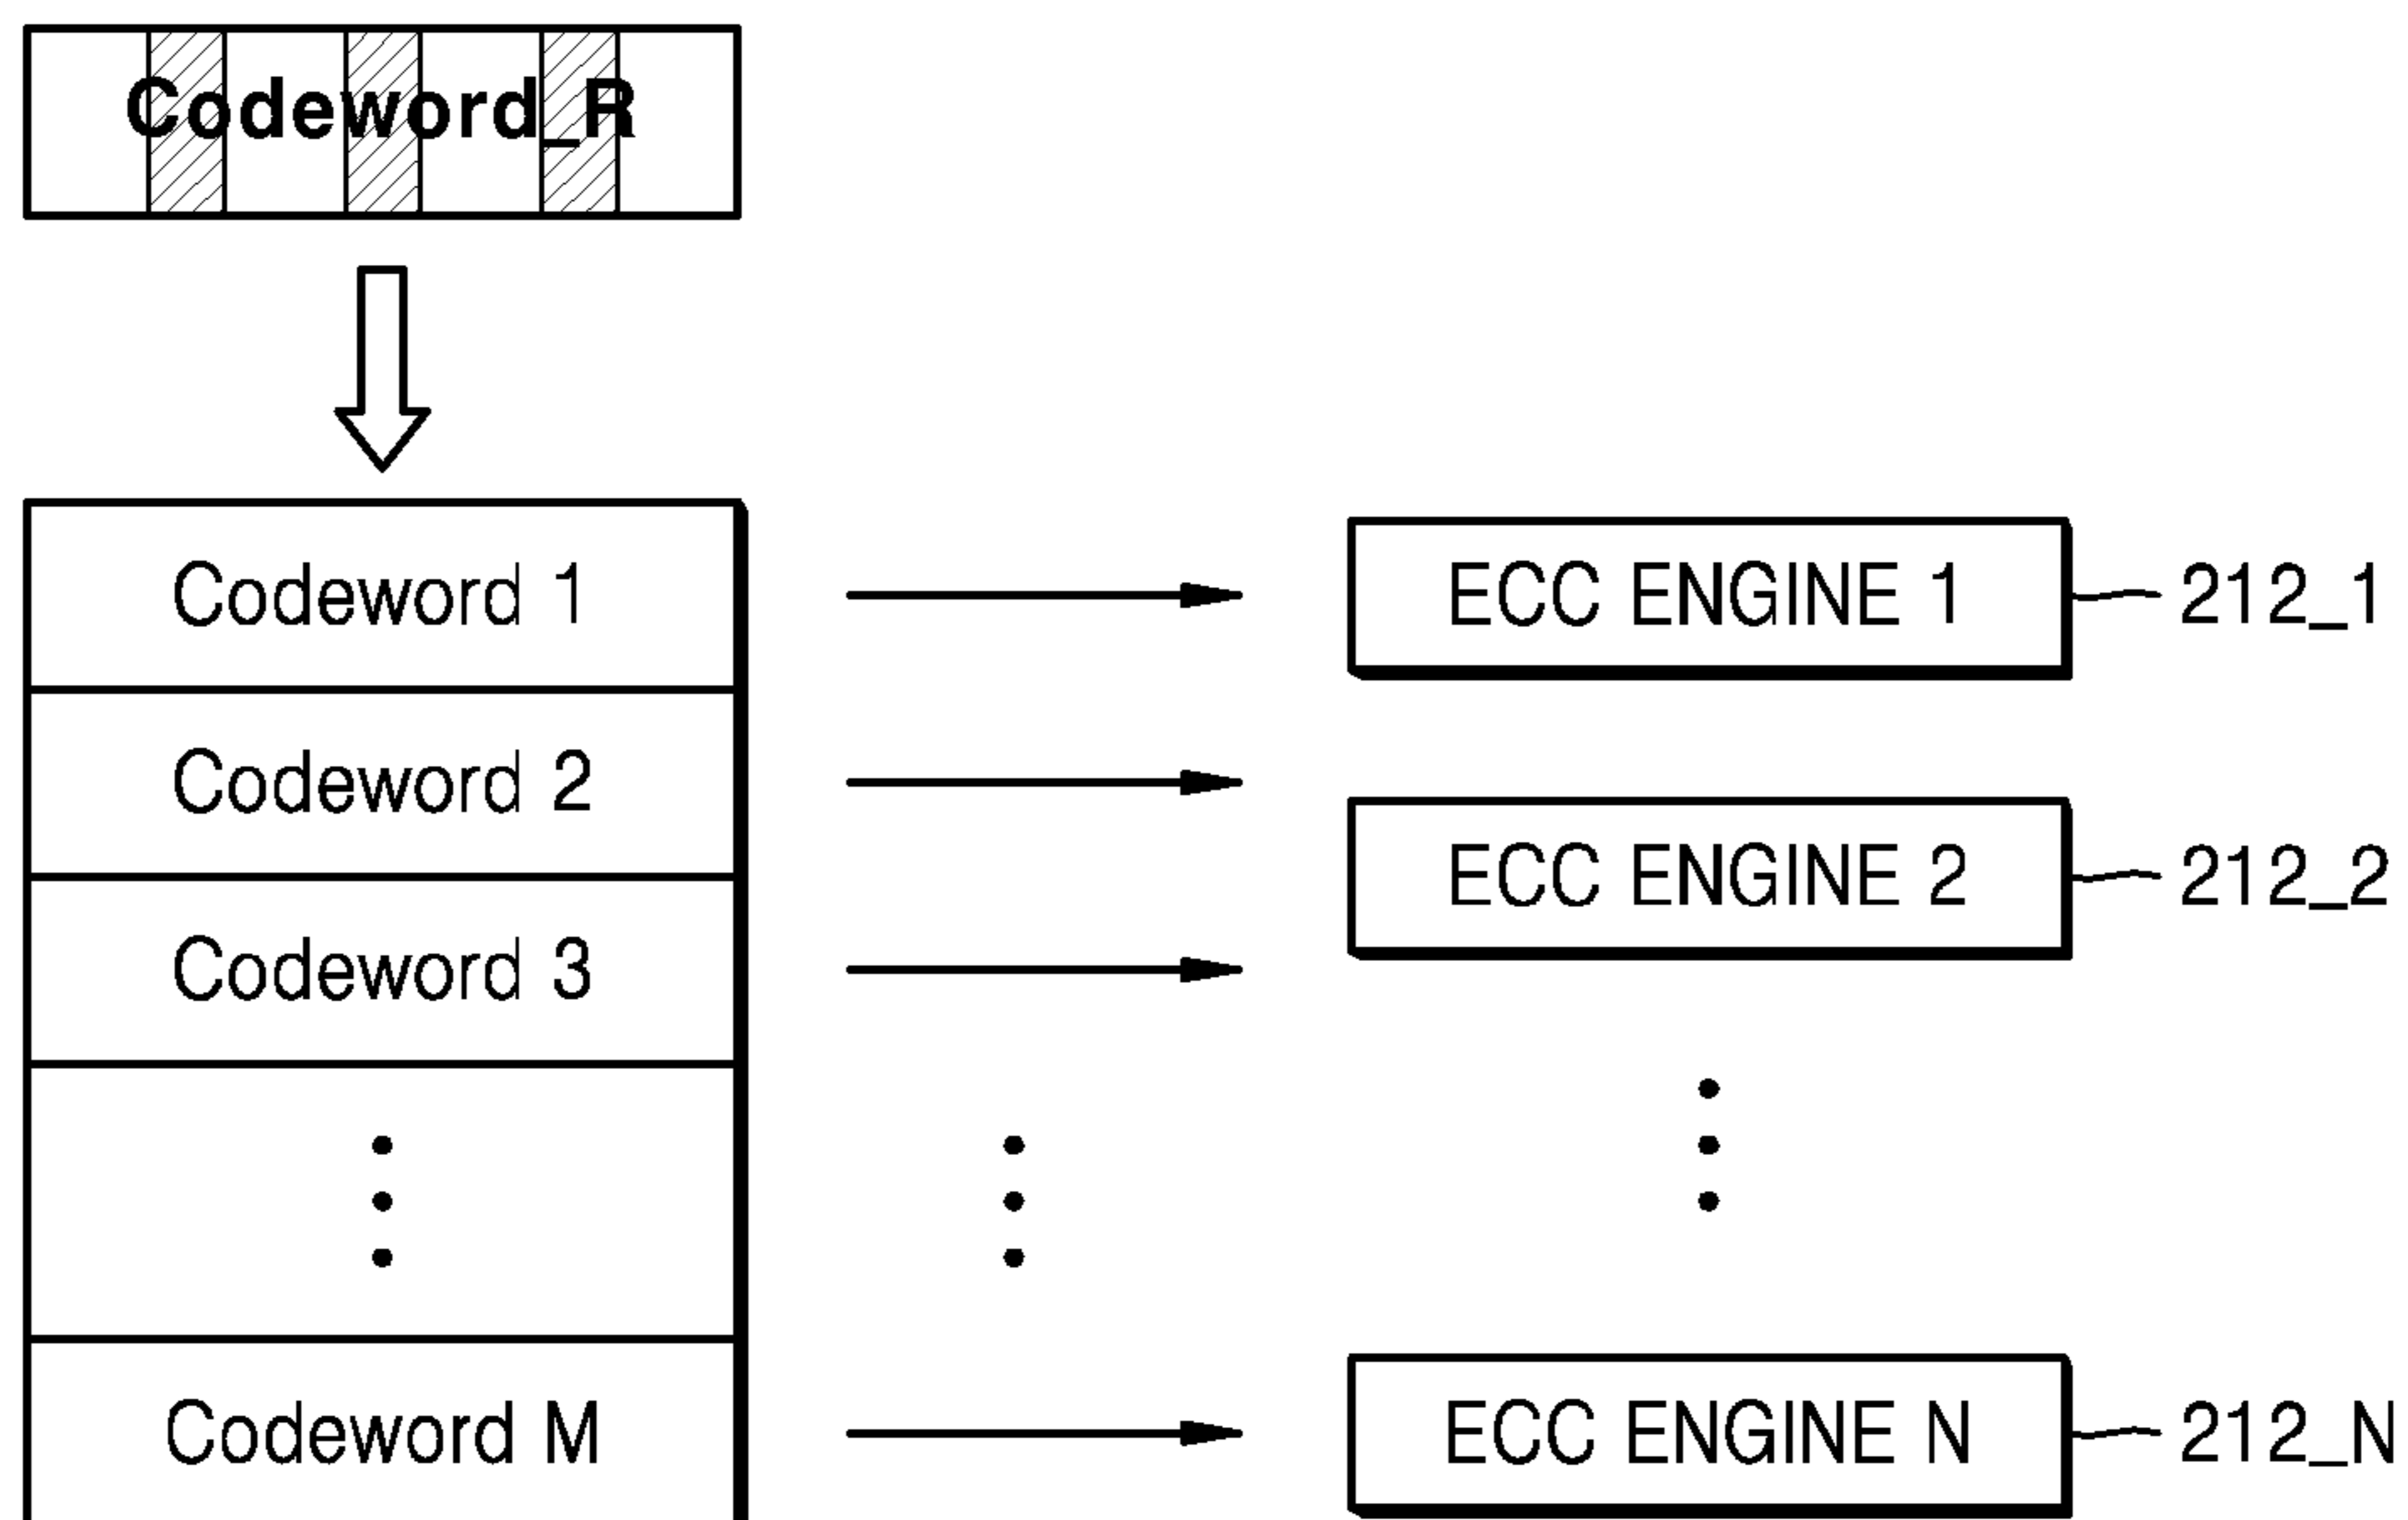 Codeword_R
Codeword 1
ECC ENGINE 1
212_1
Codeword 2
ECC ENGINE 2
212_2
Codeword 3
Codeword M
ECC ENGINE N
212_N